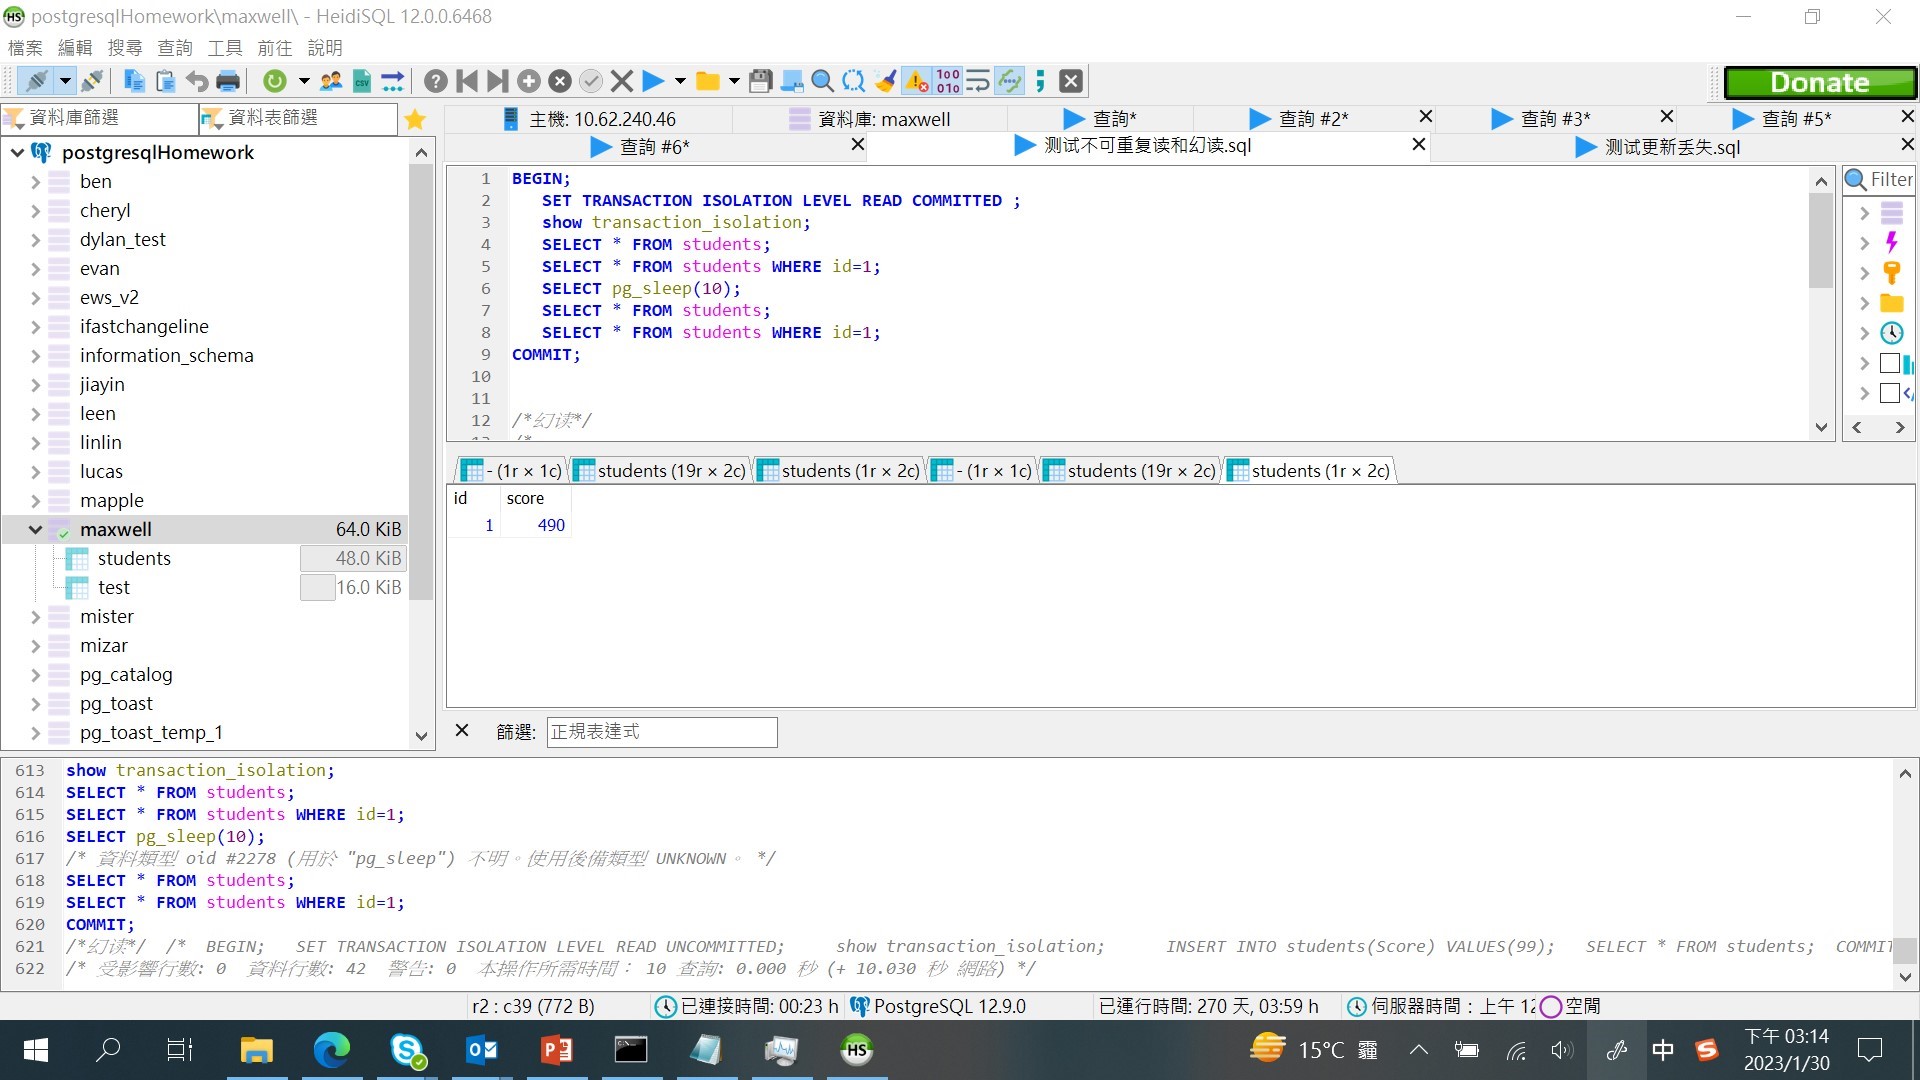 postgresqlHomework\maxwell\ - HeidiSQL 12.0.0.6468
檔案 編輯 搜尋 查詢 工具 前往 說明
Donate
資料庫篩選 資料表篩選
主機: 10.62.240.46 資料庫: maxwell 查詢* 查詢 #2* 查詢 #3* 查詢 #5*
查詢 #6* 测试不可重复读和幻读.sql 测试更新丢失.sql
postgresqlHomework
ben
cheryl
dylan_test
evan
ews_v2
ifastchangeline
information_schema
jiayin
leen
linlin
lucas
mapple
maxwell 64.0 KiB
students 48.0 KiB
test 16.0 KiB
mister
mizar
pg_catalog
pg_toast
pg_toast_temp_1
1 BEGIN;
2 SET TRANSACTION ISOLATION LEVEL READ COMMITTED ;
3 show transaction_isolation;
4 SELECT * FROM students;
5 SELECT * FROM students WHERE id=1;
6 SELECT pg_sleep(10);
7 SELECT * FROM students;
8 SELECT * FROM students WHERE id=1;
9 COMMIT;
10
11
12 /*幻读*/
Filter
- (1r × 1c) students (19r × 2c) students (1r × 2c) - (1r × 1c) students (19r × 2c) students (1r × 2c)
id score
1 490
篩選: 正規表達式
613 show transaction_isolation;
614 SELECT * FROM students;
615 SELECT * FROM students WHERE id=1;
616 SELECT pg_sleep(10);
617 /* 資料類型 oid #2278 (用於 "pg_sleep") 不明。使用後備類型 UNKNOWN。 */
618 SELECT * FROM students;
619 SELECT * FROM students WHERE id=1;
620 COMMIT;
621 /*幻读*/ /* BEGIN; SET TRANSACTION ISOLATION LEVEL READ UNCOMMITTED; show transaction_isolation; INSERT INTO students(Score) VALUES(99); SELECT * FROM students; COMMIT
622 /* 受影響行數: 0 資料行數: 42 警告: 0 本操作所需時間： 10 查詢: 0.000 秒 (+ 10.030 秒 網路) */
r2 : c39 (772 B) 已連接時間: 00:23 h PostgreSQL 12.9.0 已運行時間: 270 天, 03:59 h 伺服器時間：上午 12 空閒
15°C 霾 中 下午 03:14
2023/1/30